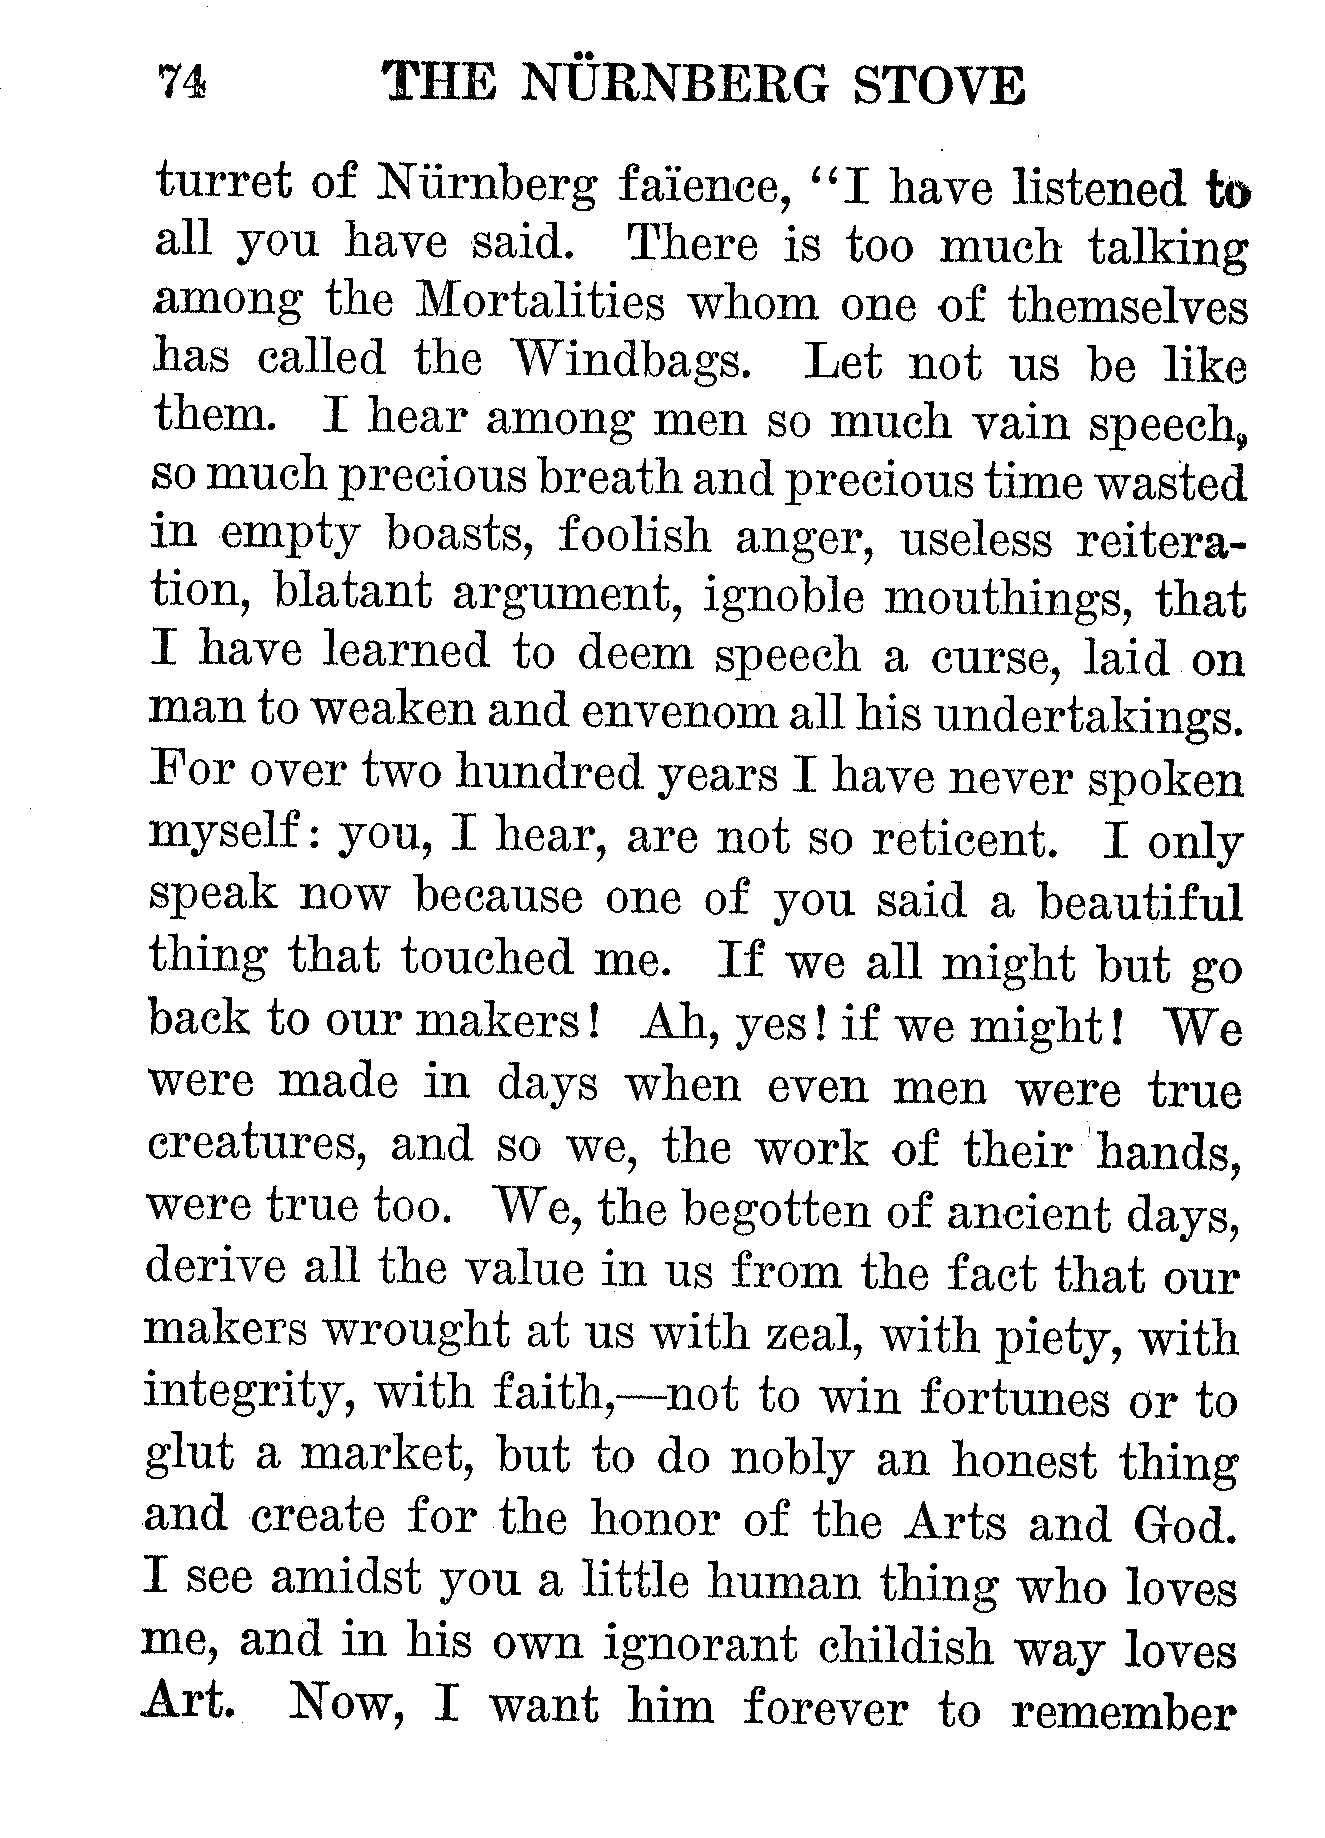 74 THE NÜRNBERG STOVE
turret of Nürnberg faïence, “I have listened to
all you have said. There is too much talking
among the Mortalities whom one of themselves
has called the Windbags. Let not us be like
them. I hear among men so much vain speech,
so much precious breath and precious time wasted
in empty boasts, foolish anger, useless reitera-
tion, blatant argument, ignoble mouthings, that
I have learned to deem speech a curse, laid on
man to weaken and envenom all his undertakings.
For over two hundred years I have never spoken
myself: you, I hear, are not so reticent. I only
speak now because one of you said a beautiful
thing that touched me. If we all might but go
back to our makers! Ah, yes! if we might! We
were made in days when even men were true
creatures, and so we, the work of their hands,
were true too. We, the begotten of ancient days,
derive all the value in us from the fact that our
makers wrought at us with zeal, with piety, with
integrity, with faith,—not to win fortunes or to
glut a market, but to do nobly an honest thing
and create for the honor of the Arts and God.
I see amidst you a little human thing who loves
me, and in his own ignorant childish way loves
Art. Now, I want him forever to remember